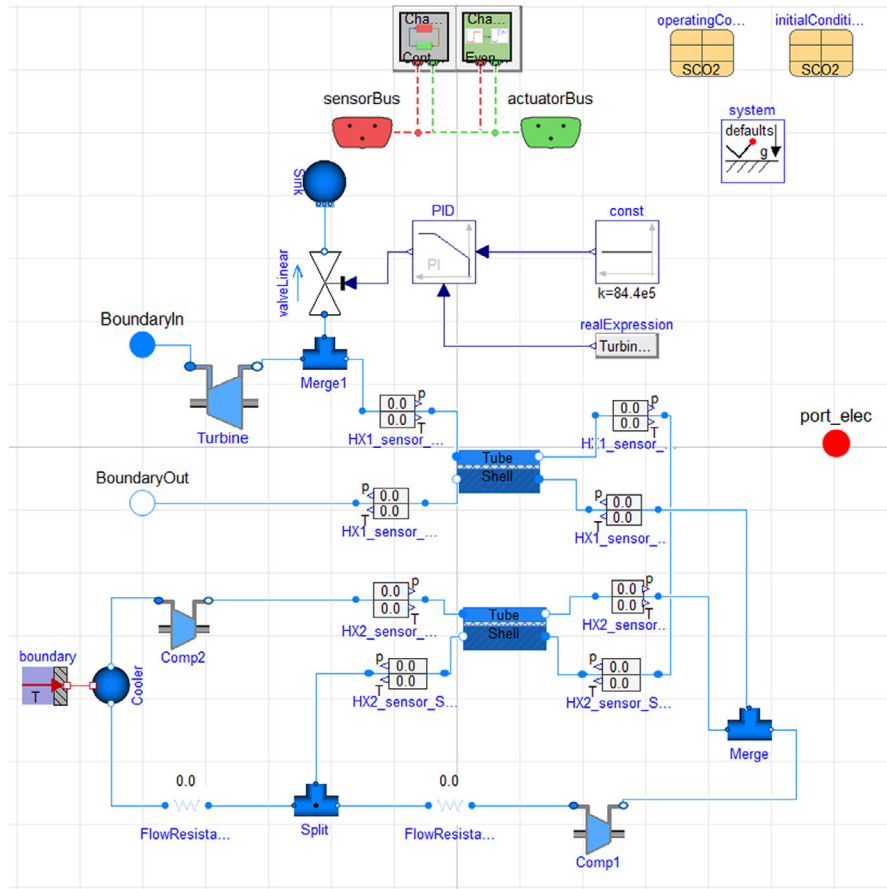 Cha...
Cont
Cha...
Even
operatingCo...
initialConditi...
SCO2
SCO2
sensorBus
actuatorBus
system
defaults
g
Sink
PID
const
PI
valveLinear
k=84.4e5
realExpression
Turbin...
BoundaryIn
Merge1
Turbine
0.0
0.0
p
T
HX1_sensor_...
0.0
0.0
p
T
HX1_sensor_...
port_elec
Tube
Shell
BoundaryOut
p
T
0.0
0.0
HX1_sensor_...
p
T
0.0
0.0
HX1_sensor_...
0.0
0.0
p
T
HX2_sensor_...
Tube
Shell
0.0
0.0
p
T
HX2_sensor...
Comp2
boundary
T
Cooler
p
T
0.0
0.0
HX2_sensor_S...
p
T
0.0
0.0
HX2_sensor_S...
Merge
0.0
FlowResista...
Split
0.0
FlowResista...
Comp1